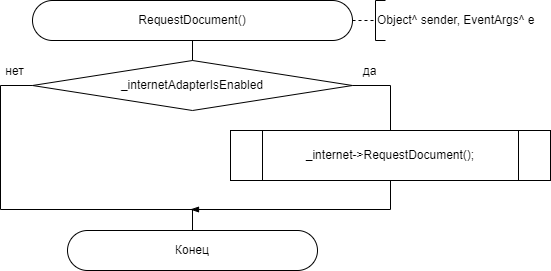 RequestDocument()
Object^ sender, EventArgs^ e
нет
да
_internetAdapterIsEnabled
_internet->RequestDocument();
Конец